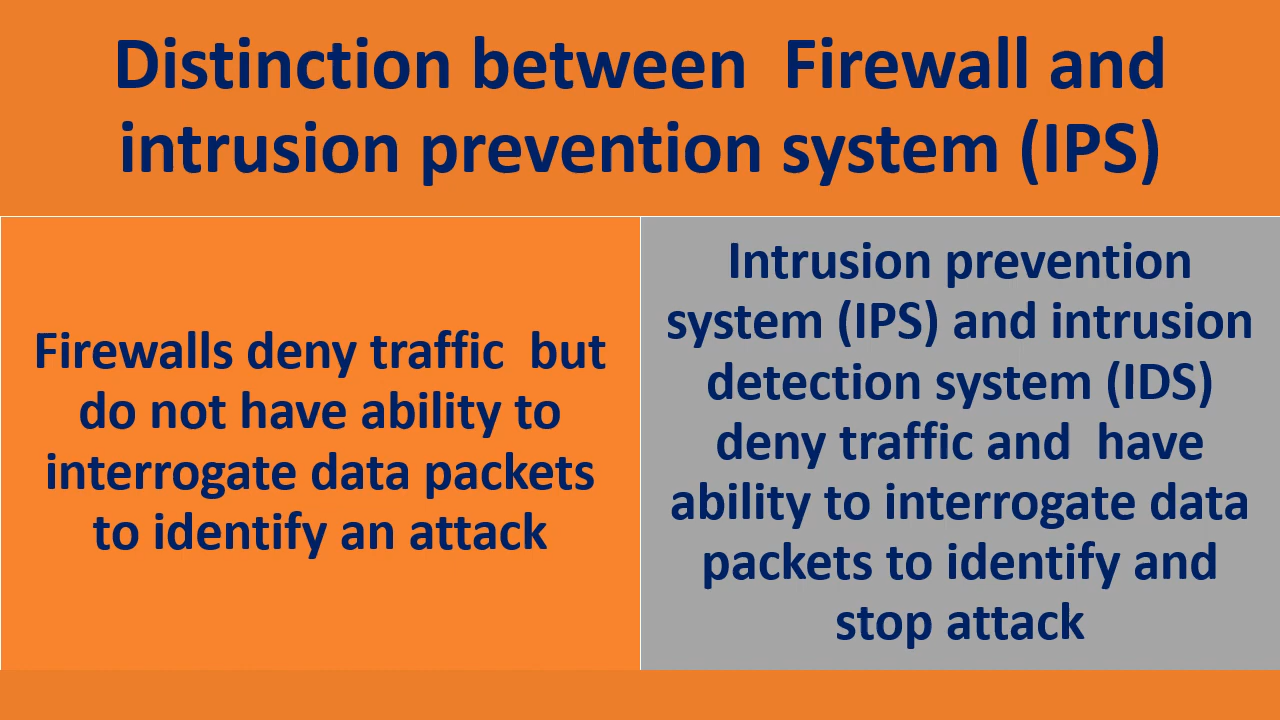 Distinction between  Firewall and
intrusion prevention system (IPS)
Firewalls deny traffic  but
do not have ability to
interrogate data packets
to identify an attack
Intrusion prevention
system (IPS) and intrusion
detection system (IDS)
deny traffic and  have
ability to interrogate data
packets to identify and
stop attack